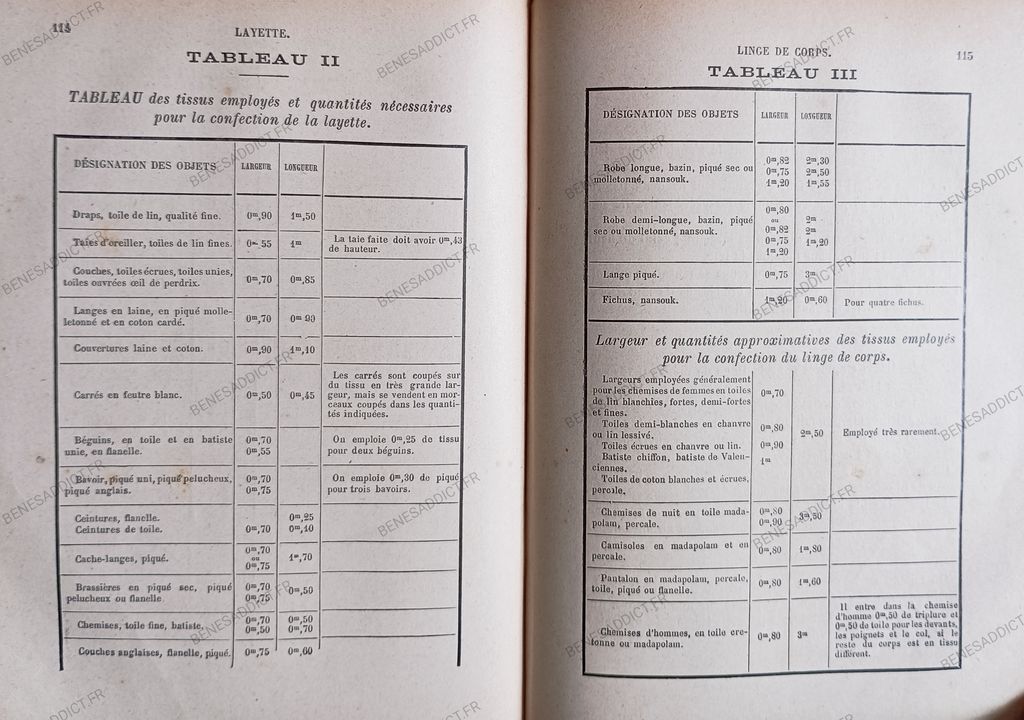 114
LAYETTE.
TABLEAU II
TABLEAU des tissus employés et quantités nécessaires
pour la confection de la layette.
DÉSIGNATION DES OBJETS LARGEUR LONGUEUR
Draps, toile de lin, qualité fine. 0m,90 1m,50
Taies d'oreiller, toiles de lin fines. 0m 55 1m La taie faite doit avoir 0m,43
de hauteur
Couches, toiles écrues, toiles unies,
toiles ouvrées œil de perdrix. 0m,70 0m,85
Langes en laine, en piqué molle-
letonné et en coton cardé. 0m,70 0m 90
Couvertures laine et coton. 0m,90 1m,10
Carrés en feutre blanc. 0m,50 0m,45
Les carrés sont coupés sur
du tissu en très grande lar-
geur, mais se vendent en mor-
ceaux coupés dans les quanti-
tés indiquées.
Béguins, en toile et en batiste 0m,70 On emploie 0m,25 de tissu
unie, en flanelle. 0m,55 pour deux béguins.
Bavoir, piqué uni, piqué pelucheux, 0m,70 On emploie 0m,30 de piqué
piqué anglais. 0m,75 pour trois bavoirs.
Ceintures, flanelle. 0m,25
Ceintures de toile. 0m,70 0m,40
Cache-langes, piqué. 0m,70
ou
0m,75 1m,70
Brassières en piqué sec, piqué 0m,70
pelucheux ou flanelle 0m,75 0m,50
Chemises, toile fine, batiste. 0m,70 0m,50
0m,50 0m,70
Couches anglaises, flanelle, piqué. 0m,75 0m,60
LINGE DE CORPS.
115
TABLEAU III
DÉSIGNATION DES OBJETS LARGEUR LONGUEUR
Robe longue, bazin, piqué sec ou
molletonné, nansouk.
0m,82 2m,30
0m,75 2m,50
1m,20 1m,55
Robe demi-longue, bazin, piqué
sec ou molletonné, nansouk.
0m,80
ou 2m
0m,82 2m
0m,75 1m,20
1m,20
Lange piqué. 0m,75 3m
Fichus, nansouk. 1m,20 0m,60 Pour quatre fichus.
Largeur et quantités approximatives des tissus employés
pour la confection du linge de corps.
Largeurs employées généralement
pour les chemises de femmes en toiles 0m,70
de lin blanchies, fortes, demi-fortes
et fines.
Toiles demi-blanches en chanvre 0m,80
ou lin lessivé. 2m,50 Employé très rarement.
Toiles écrues en chanvre ou lin. 0m,90
Batiste chiffon, batiste de Valen- 1m
ciennes.
Toiles de coton blanches et écrues,
percale.
Chemises de nuit en toile mada- 0m,80
polam, percale. 0m,90 3m,50
Camisoles en madapolam et en
percale. 0m,80 1m,80
Pantalon en madapolam, percale,
toile, piqué ou flanelle. 0m,80 1m,60
Chemises d'hommes, en toile cre-
tonne ou madapolam. 0m,80 3m
Il entre dans la chemise
d'homme 0m,50 de triplure et
0m,50 de toile pour les devants,
les poignets et le col, si le
reste du corps est en tissu
différent.
BENESADDICT.FR
BENESADDICT.FR
BENESADDICT.FR
BENESADDICT.FR
BENESADDICT.FR
BENESADDICT.FR
BENESADDICT.FR
BENESADDICT.FR